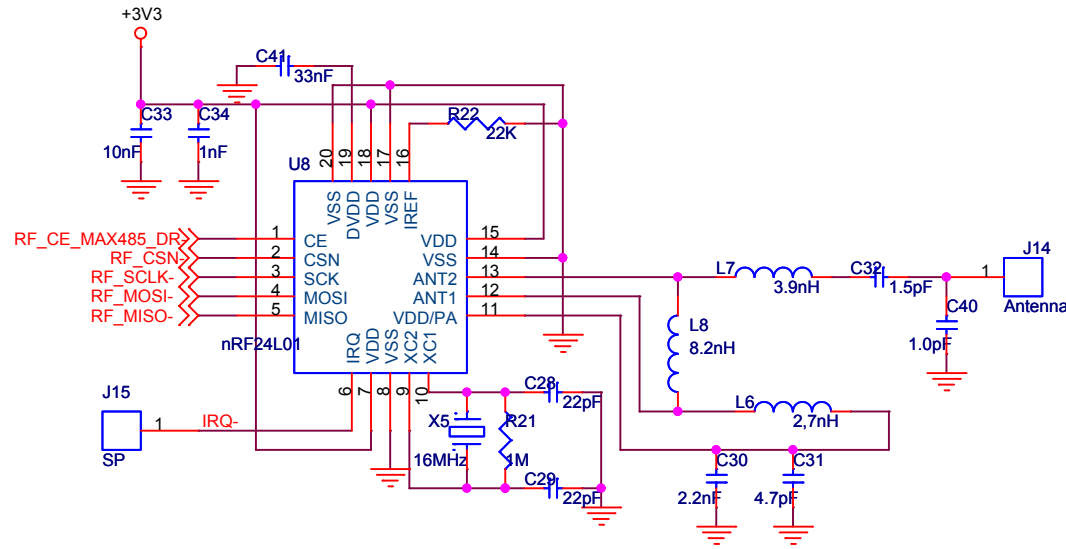 +3V3
C41
33nF
C33
C34
R22
22K
10nF
1nF
U8
20
19
18
17
16
VSS
DVDD
VDD
VSS
IREF
RF_CE_MAX485_DR-
1
CE
VDD
15
RF_CSN-
2
CSN
VSS
14
RF_SCLK-
3
SCK
ANT2
13
RF_MOSI-
4
MOSI
ANT1
12
RF_MISO-
5
MISO
VDD/PA
11
nRF24L01
IRQ
VDD
VSS
XC2
XC1
6
7
8
9
10
L7
3.9nH
C32
1.5pF
1
J14
Antenna
C40
1.0pF
L8
8.2nH
L6
2,7nH
J15
1
IRQ-
SP
X5
16MHz
R21
1M
C28
22pF
C29
22pF
C30
2.2nF
C31
4.7pF